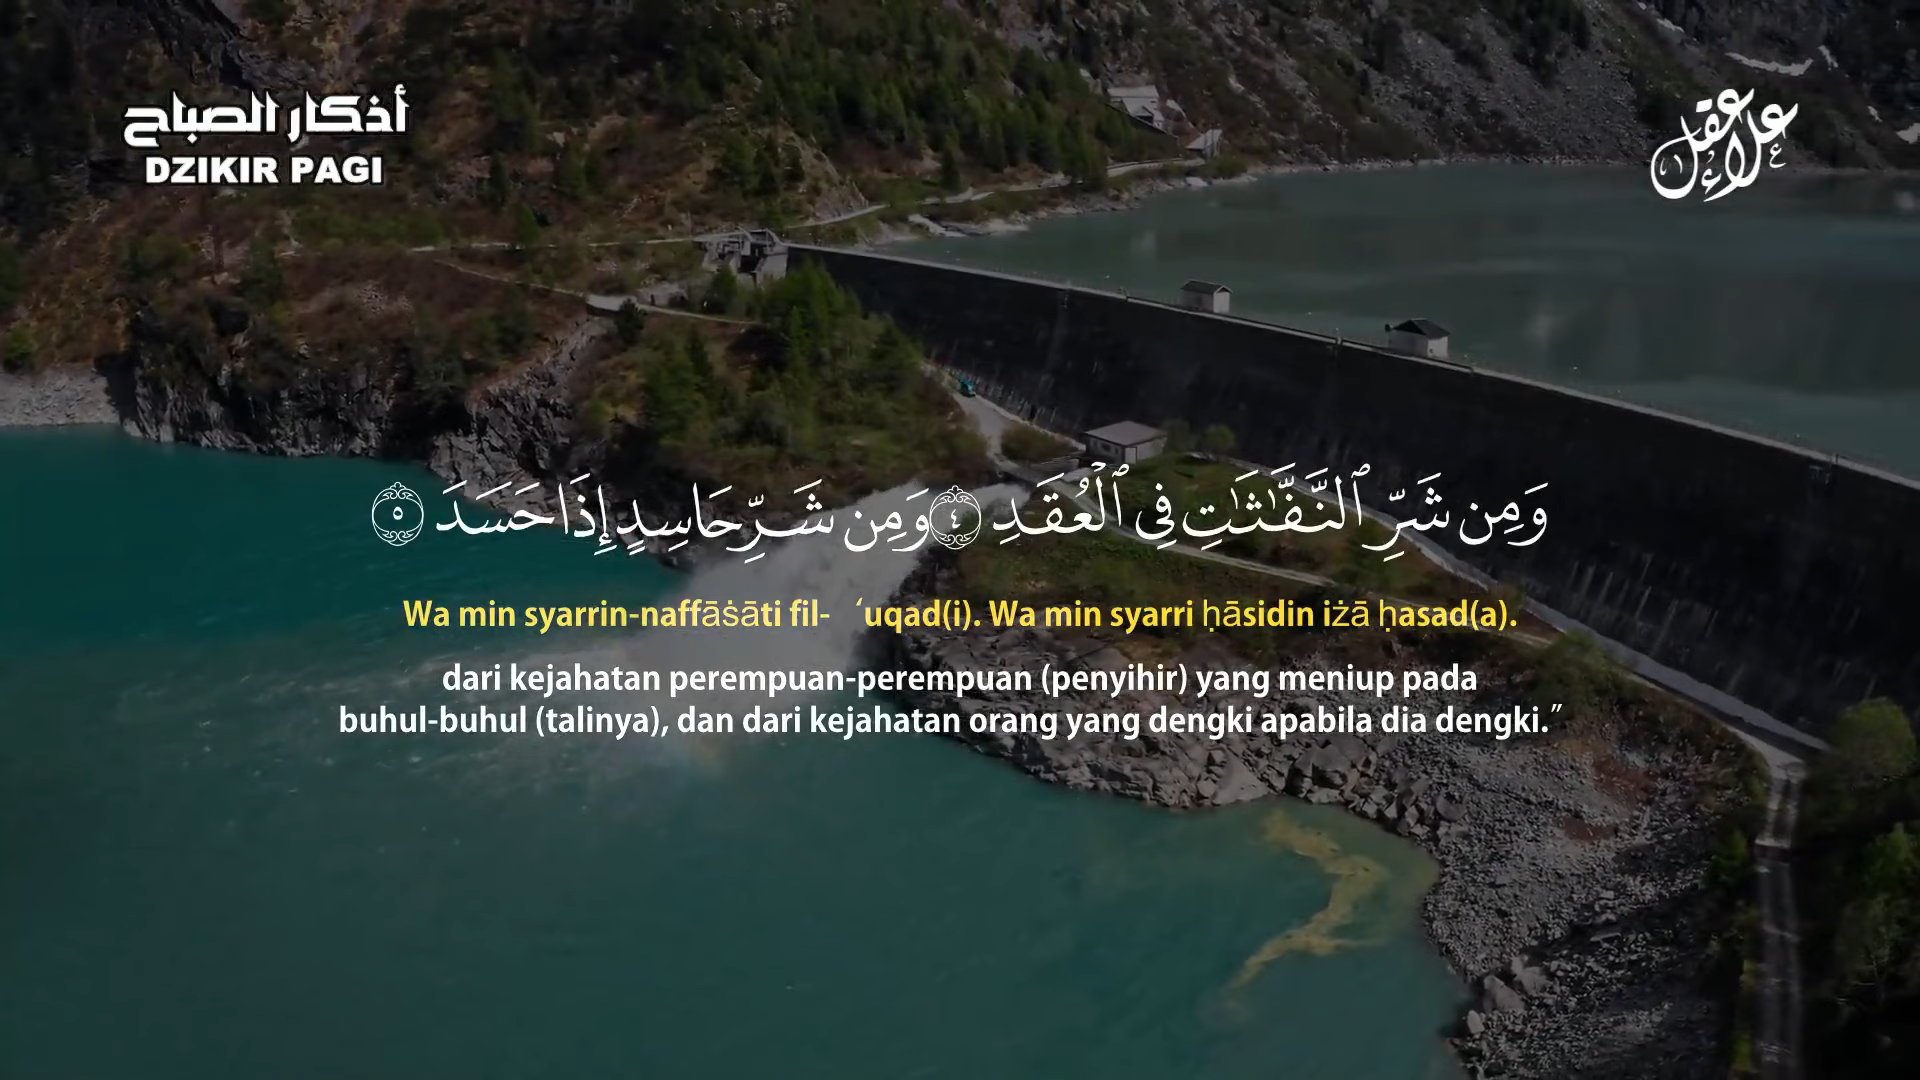 أذكار الصباح
DZIKIR PAGI
علاء عقل
وَمِن شَرِّ ٱلنَّفَّـٰثَـٰتِ فِى ٱلْعُقَدِ ٤ وَمِن شَرِّ حَاسِدٍ إِذَا حَسَدَ ٥
Wa min syarrin-naffāṡāti fil- ‘uqad(i). Wa min syarri ḥāsidin iżā ḥasad(a).
dari kejahatan perempuan-perempuan (penyihir) yang meniup pada
buhul-buhul (talinya), dan dari kejahatan orang yang dengki apabila dia dengki.”